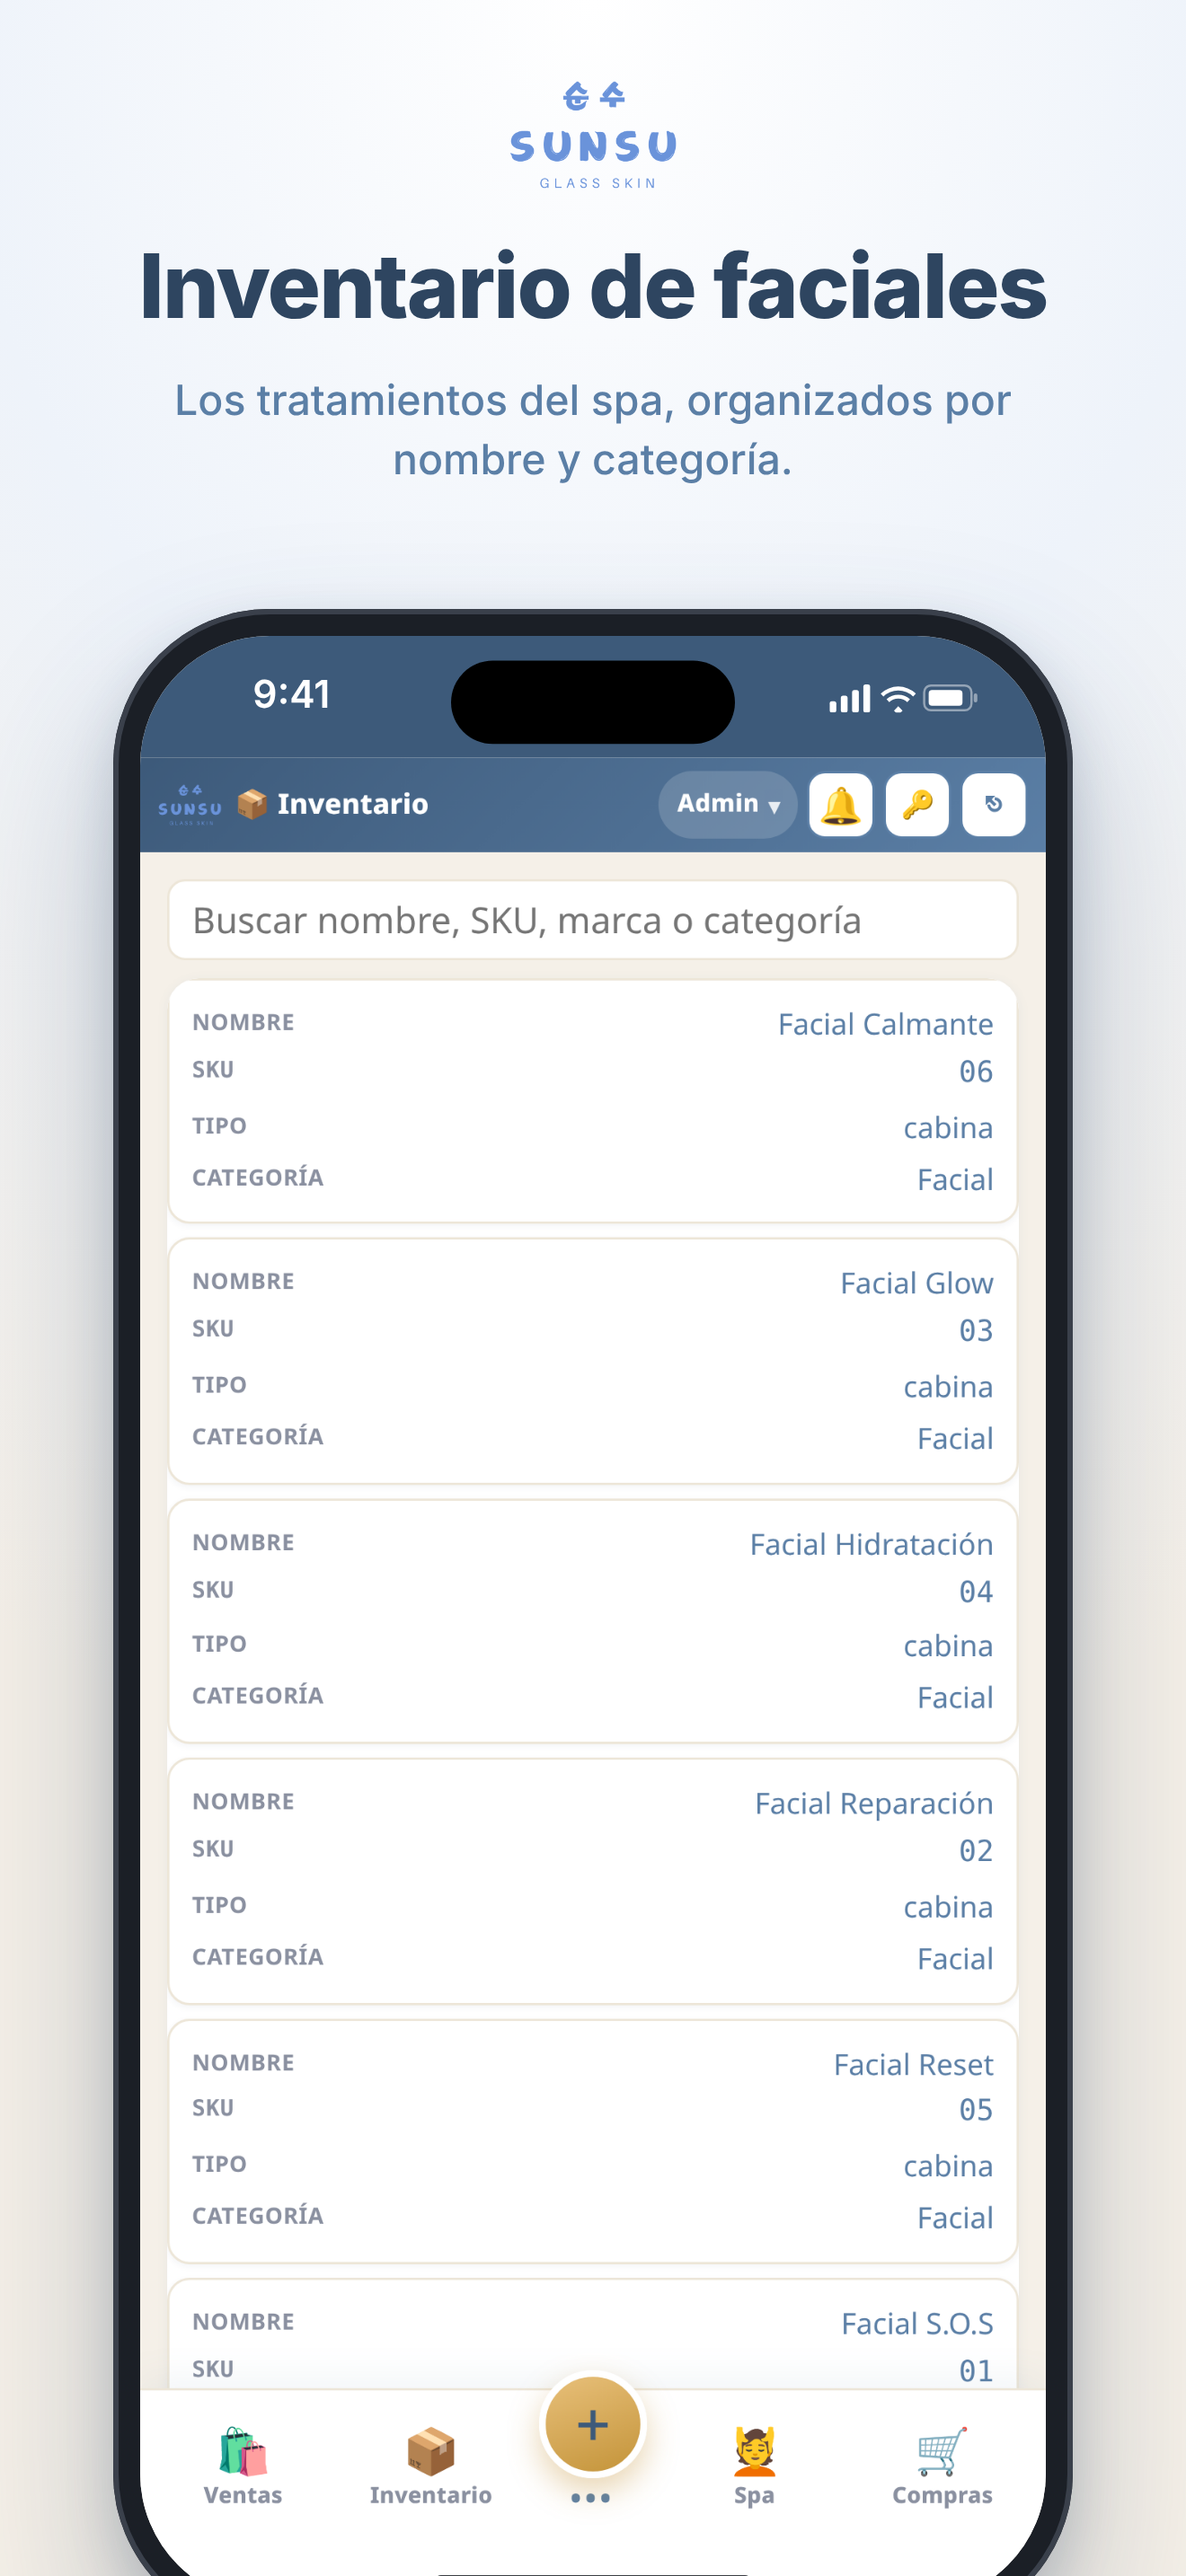 SUNSU
GLASS SKIN
Inventario de faciales
Los tratamientos del spa, organizados por
nombre y categoría.
9:41
SUNSU
GLASS SKIN
Inventario
Admin ▾
Buscar nombre, SKU, marca o categoría
NOMBRE Facial Calmante
SKU 06
TIPO cabina
CATEGORÍA Facial
NOMBRE Facial Glow
SKU 03
TIPO cabina
CATEGORÍA Facial
NOMBRE Facial Hidratación
SKU 04
TIPO cabina
CATEGORÍA Facial
NOMBRE Facial Reparación
SKU 02
TIPO cabina
CATEGORÍA Facial
NOMBRE Facial Reset
SKU 05
TIPO cabina
CATEGORÍA Facial
NOMBRE Facial S.O.S
SKU 01
+
Ventas Inventario ••• Spa Compras